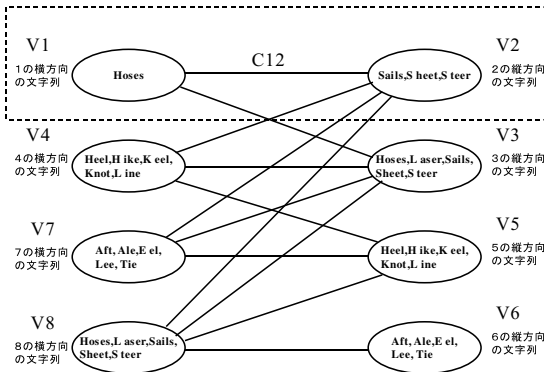 V1
1の横方向
の文字列
Hoses
C12
Sails,S heet,S teer
V2
2の縦方向
の文字列
V4
4の横方向
の文字列
Heel,H ike,K eel,
Knot,L ine
Hoses,L aser,Sails,
Sheet,S teer
V3
3の縦方向
の文字列
V7
7の横方向
の文字列
Aft, Ale,E el,
Lee, Tie
Heel,H ike,K eel,
Knot,L ine
V5
5の縦方向
の文字列
V8
8の横方向
の文字列
Hoses,L aser,Sails,
Sheet,S teer
Aft, Ale,E el,
Lee, Tie
V6
6の縦方向
の文字列